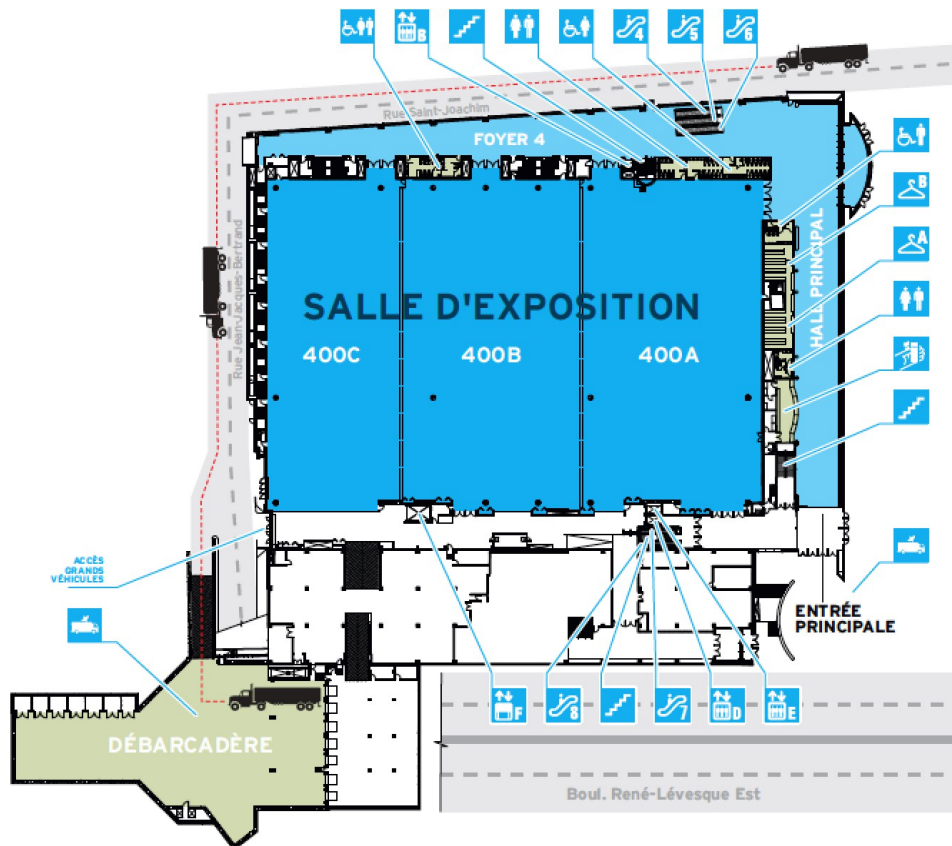 B
4
5
6
Rue Saint-Joachim
FOYER 4
B
A
HALL PRINCIPAL
Rue Jean-Jacques-Bertrand
SALLE D'EXPOSITION
400C
400B
400A
ACCÈS
GRANDS
VÉHICULES
ENTRÉE
PRINCIPALE
F
8
7
D
E
DÉBARCADÈRE
Boul. René-Lévesque Est